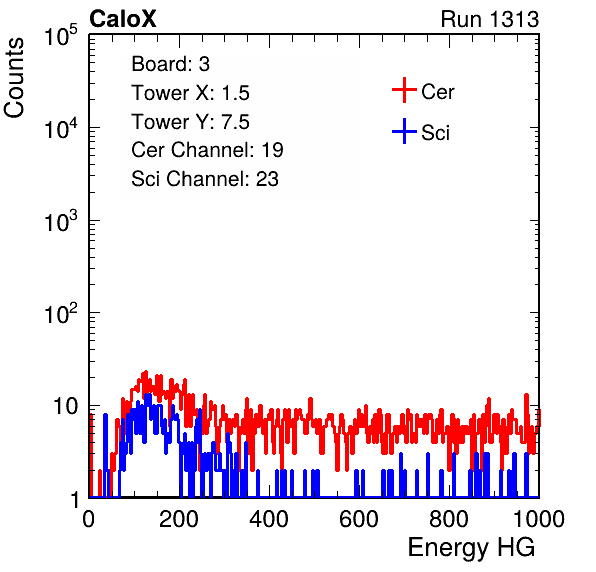 CaloX Run 1313
Counts
Board: 3
Tower X: 1.5
Tower Y: 7.5
Cer Channel: 19
Sci Channel: 23
Cer
Sci
10^5
10^4
10^3
10^2
10
1
0 200 400 600 800 1000
Energy HG